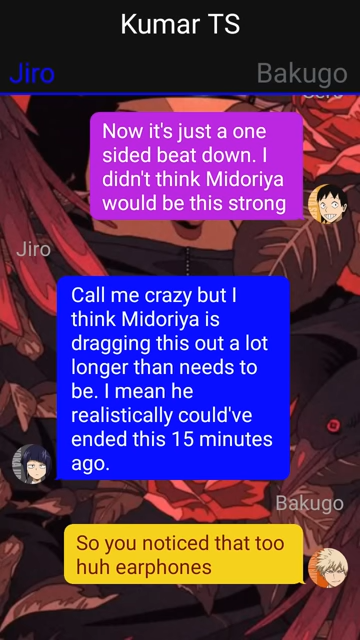 Kumar TS
Jiro
Bakugo
Now it's just a one
sided beat down. I
didn't think Midoriya
would be this strong
Jiro
Call me crazy but I
think Midoriya is
dragging this out a lot
longer than needs to
be. I mean he
realistically could've
ended this 15 minutes
ago.
Bakugo
So you noticed that too
huh earphones